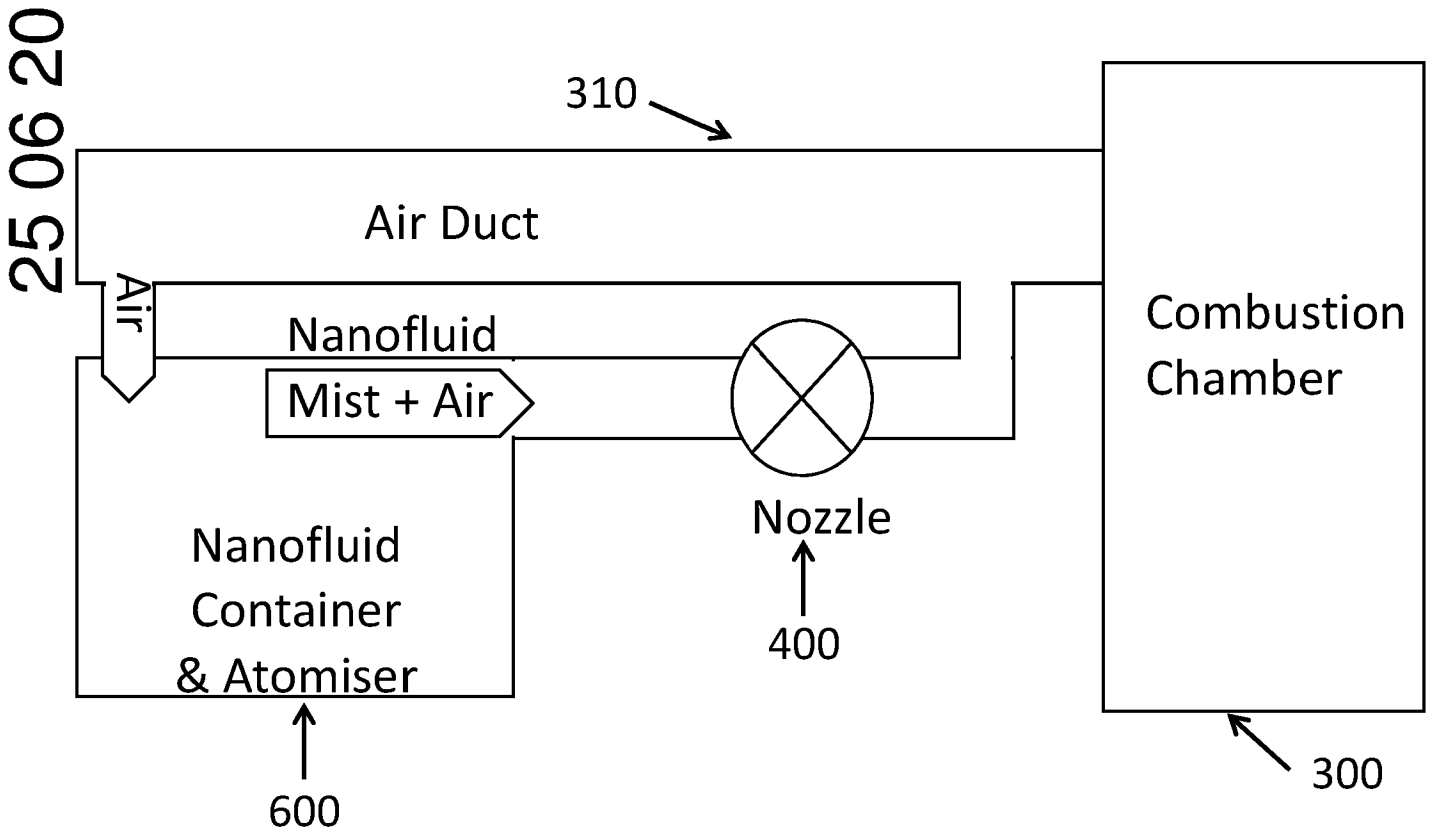 25 06 20
310
Air Duct
Air
Nanofluid
Mist + Air
Combustion
Chamber
Nozzle
400
Nanofluid
Container
& Atomiser
600
300